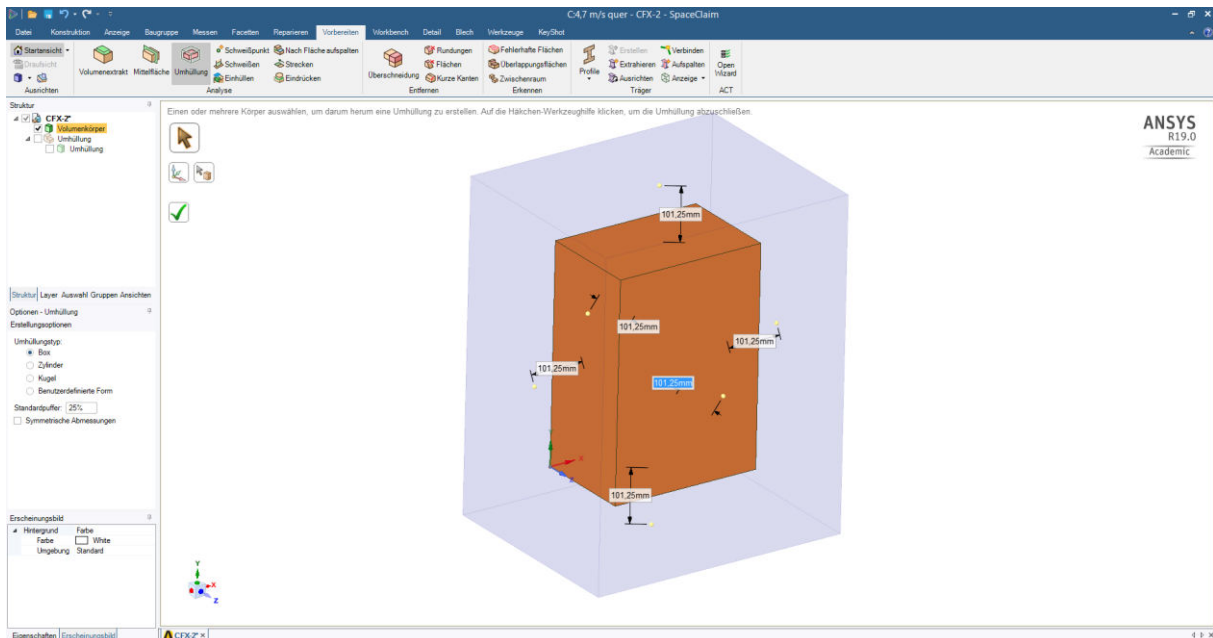 C:4,7 m/s quer - CFX-2 - SpaceClaim
Datei Konstruktion Anzeige Baugruppe Messen Facetten Reparieren Vorbereiten Workbench Detail Blech Werkzeuge KeyShot
Startansicht
Draufsicht
Ausrichten
Volumenextrakt Mittelfläche Umhüllung
Schweißpunkt Nach Fläche aufspalten
Schweißen Strecken
Einhüllen Eindrücken
Analyse
Überschneidung
Rundungen
Flächen
Kurze Kanten
Entfernen
Fehlerhafte Flächen
Überlappungsflächen
Zwischenraum
Erkennen
Profile
Erstellen Verbinden
Extrahieren Aufspalten
Ausrichten Anzeige
Träger
Open Wizard
ACT
Struktur
CFX-2*
Volumenkörper
Umhüllung
Umhüllung
Struktur Layer Auswahl Gruppen Ansichten
Optionen - Umhüllung
Erstellungsoptionen
Umhüllungstyp:
Box
Zylinder
Kugel
Benutzerdefinierte Form
Standardpuffer: 25%
Symmetrische Abmessungen
Erscheinungsbild
Hintergrund Farbe
Farbe White
Umgebung Standard
Eigenschaften Erscheinungsbild
Einen oder mehrere Körper auswählen, um darum herum eine Umhüllung zu erstellen. Auf die Häkchen-Werkzeughilfe klicken, um die Umhüllung abzuschließen.
ANSYS
R19.0
Academic
101,25mm
101,25mm
101,25mm
101,25mm
101,25mm
101,25mm
Y
X
Z
Y
X
Z
CFX-2*